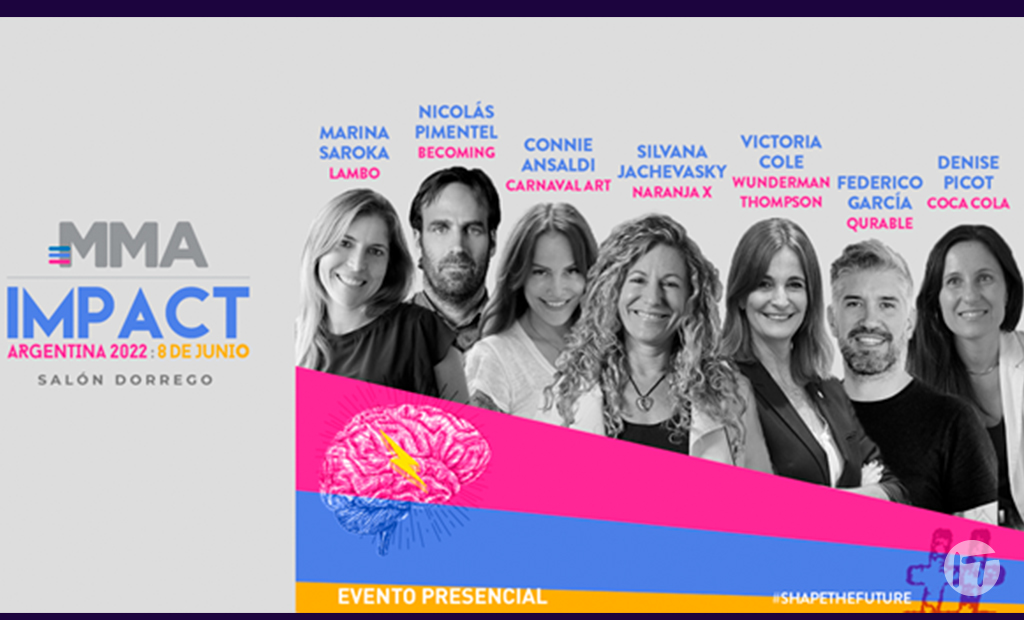 MMA
IMPACT
ARGENTINA 2022 : 8 DE JUNIO
SALÓN DORREGO
MARINA
SAROKA
LAMBO
NICOLÁS
PIMENTEL
BECOMING
CONNIE
ANSALDI
CARNAVAL ART
SILVANA
JACHEVASKY
NARANJA X
VICTORIA
COLE
WUNDERMAN
THOMPSON
FEDERICO
GARCÍA
QURABLE
DENISE
PICOT
COCA COLA
EVENTO PRESENCIAL
#SHAPETHEFUTURE
IT